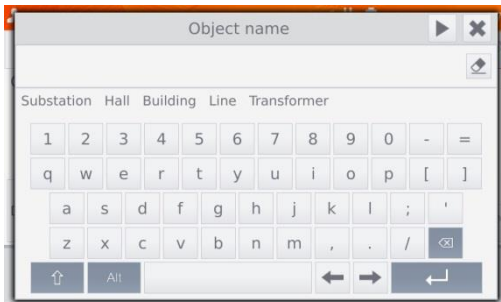 Object name
Substation Hall Building Line Transformer
1 2 3 4 5 6 7 8 9 0 - =
q w e r t y u i o p [ ]
a s d f g h j k l ; '
z x c v b n m , . /
Alt